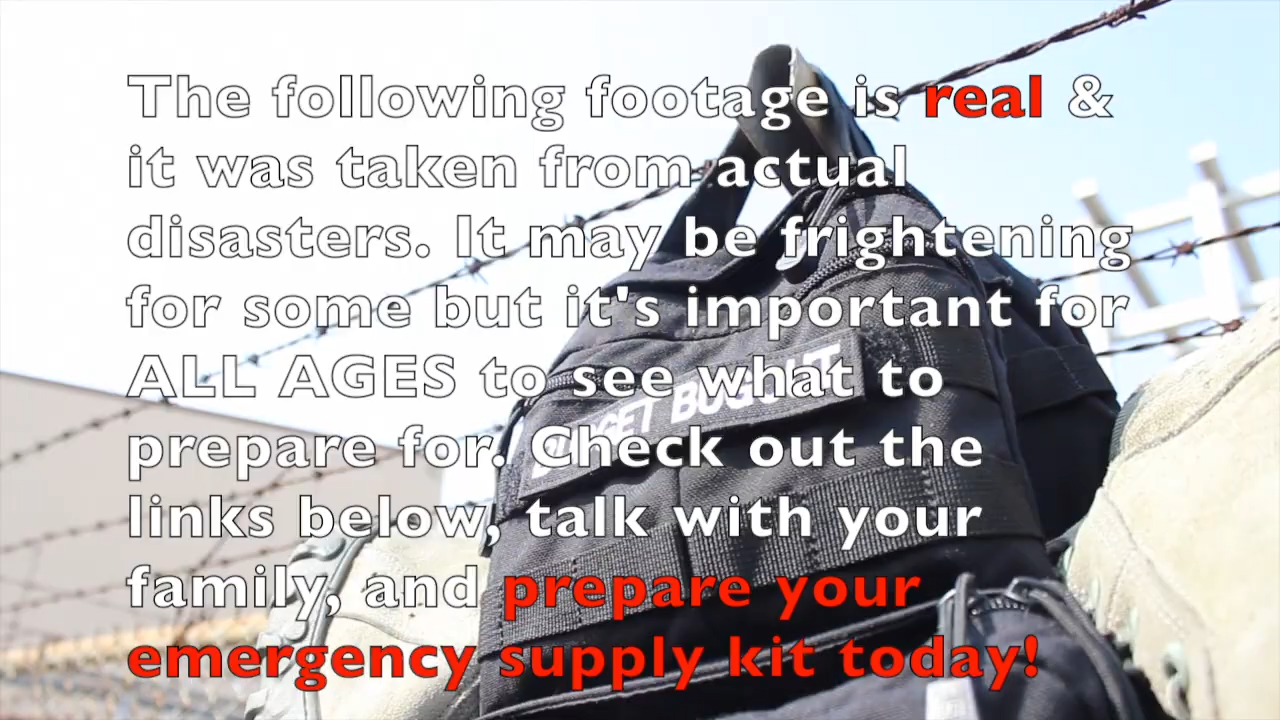 The following footage is real &
it was taken from actual
disasters. It may be frightening
for some but it's important for
ALL AGES to see what to
prepare for. Check out the
links below, talk with your
family, and prepare your
emergency supply kit today!
BUDGET BUGOUT